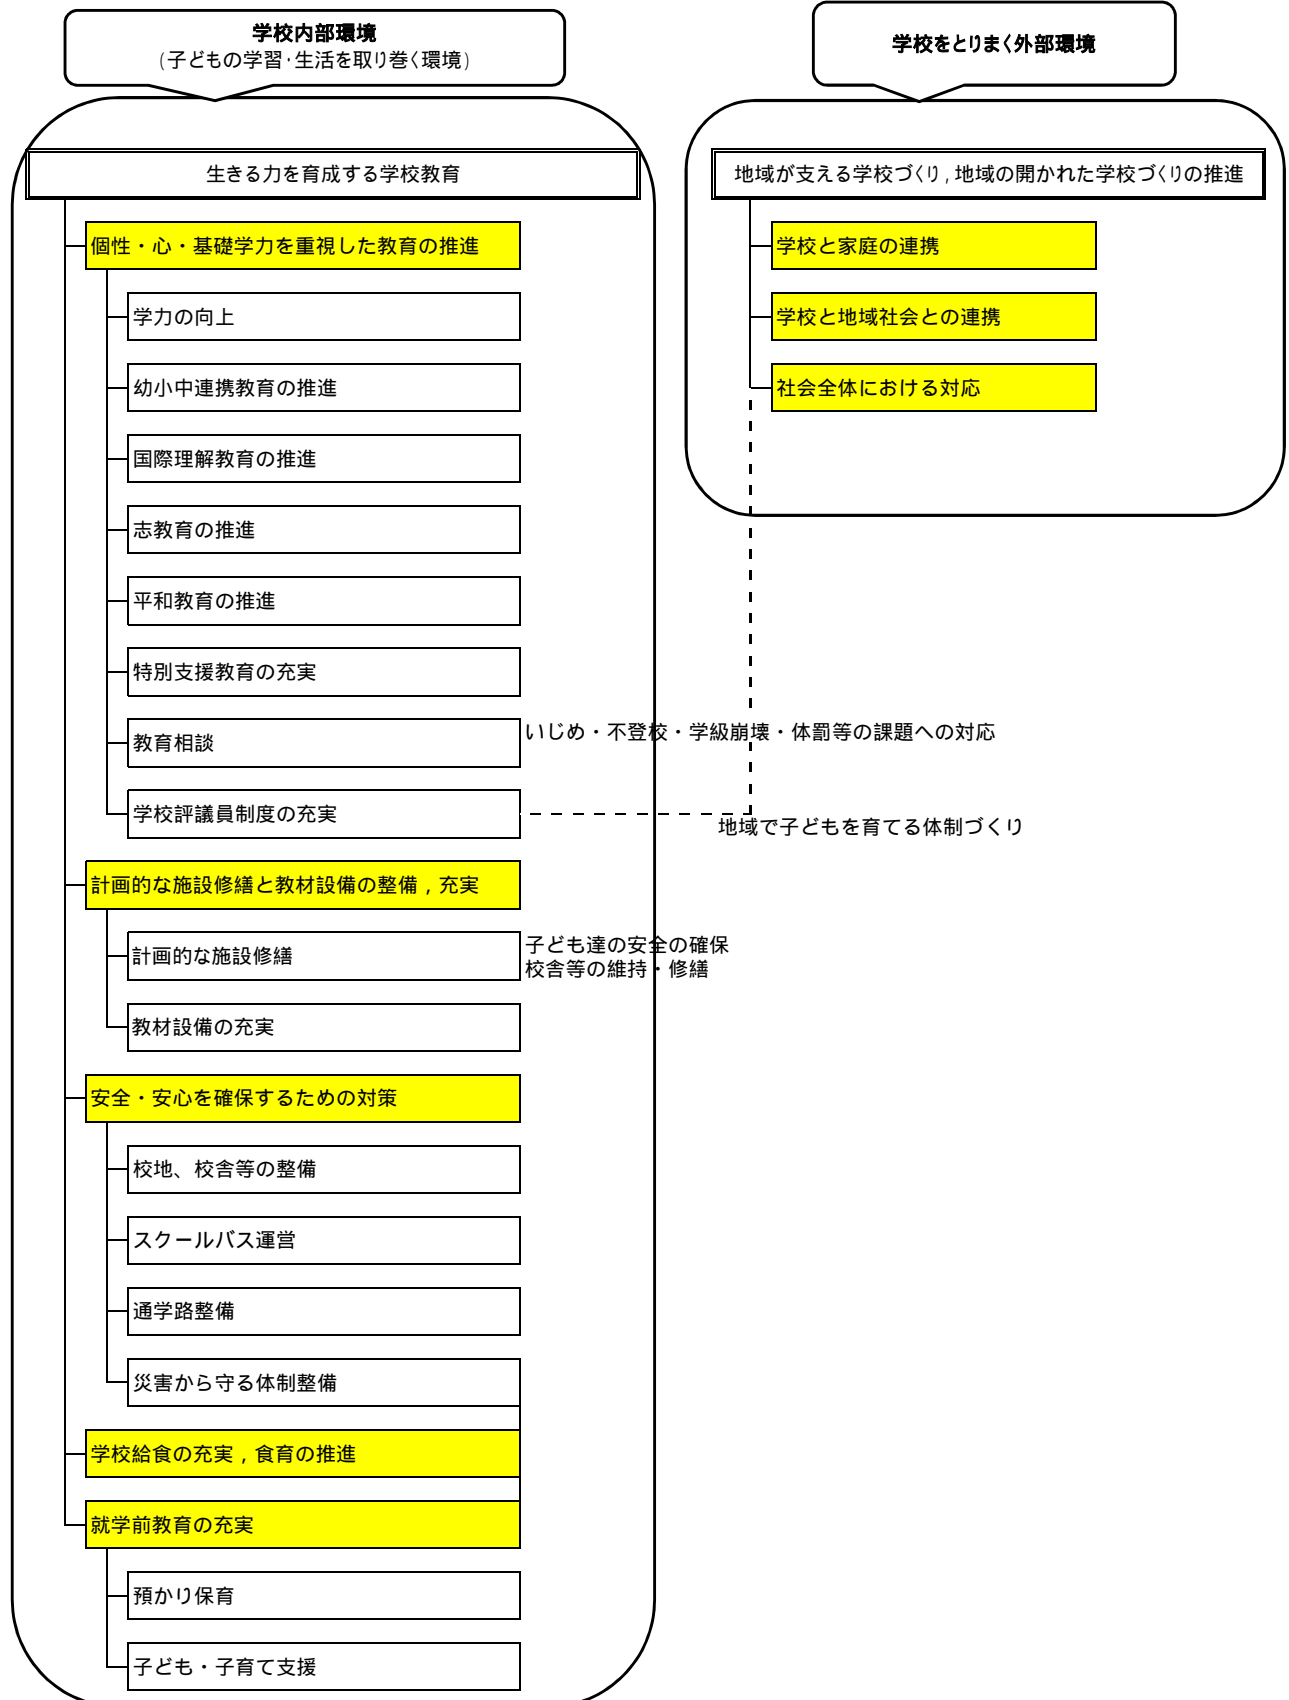 学校内部環境
(子どもの学習・生活を取り巻く環境)
学校をとりまく外部環境
生きる力を育成する学校教育
地域が支える学校づくり,地域の開かれた学校づくりの推進
個性・心・基礎学力を重視した教育の推進
学校と家庭の連携
学力の向上
学校と地域社会との連携
幼小中連携教育の推進
社会全体における対応
国際理解教育の推進
志教育の推進
平和教育の推進
特別支援教育の充実
教育相談
いじめ・不登校・学級崩壊・体罰等の課題への対応
学校評議員制度の充実
地域で子どもを育てる体制づくり
計画的な施設修繕と教材設備の整備,充実
計画的な施設修繕
子ども達の安全の確保
校舎等の維持・修繕
教材設備の充実
安全・安心を確保するための対策
校地、校舎等の整備
スクールバス運営
通学路整備
災害から守る体制整備
学校給食の充実,食育の推進
就学前教育の充実
預かり保育
子ども・子育て支援